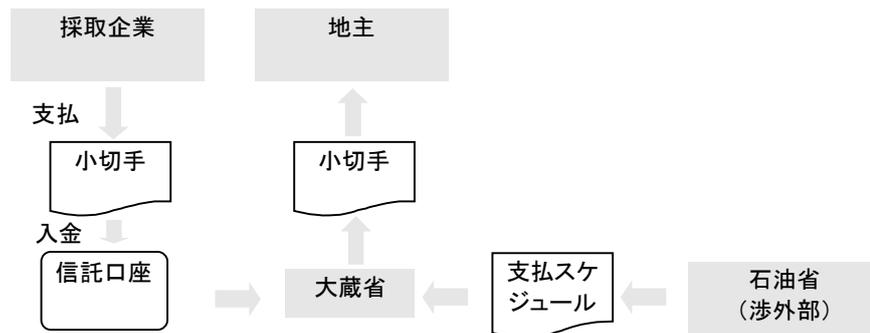 採取企業
地主
支払
小切手
小切手
入金
信託口座
大蔵省
支払スケ
ジュール
石油省
（渉外部）